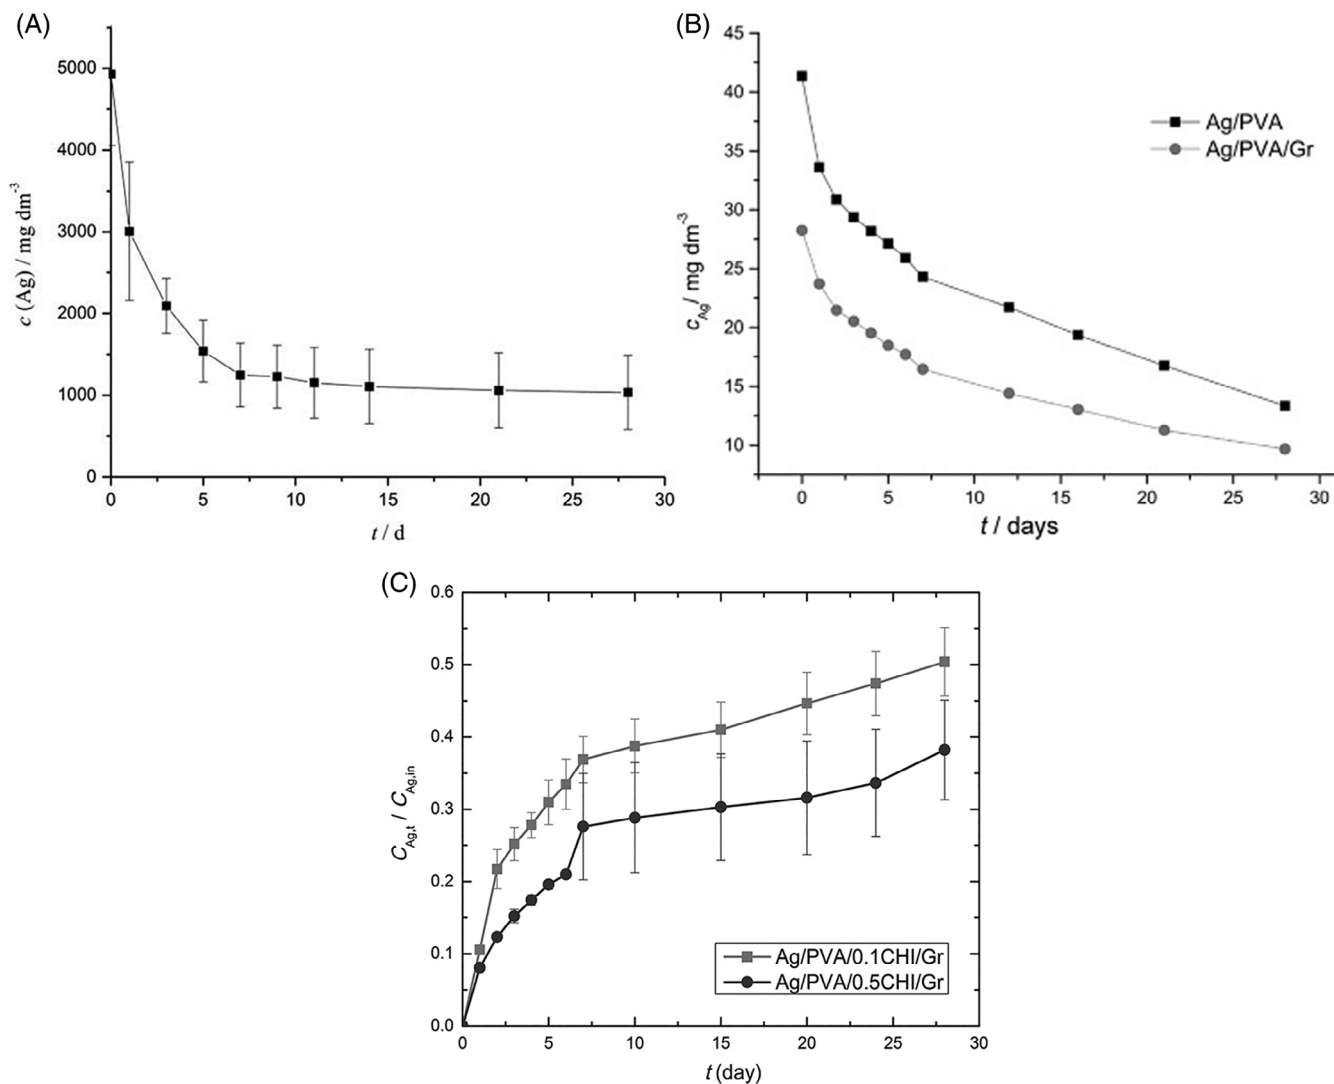 (A)
5000
4000
3000
2000
1000
0
c (Ag) / mg dm⁻³
0 5 10 15 20 25 30
t / d
(B)
45
40
35
30
25
20
15
10
c_Ag/ mg dm⁻³
Ag/PVA
Ag/PVA/Gr
0 5 10 15 20 25 30
t / days
(C)
0.6
0.5
0.4
0.3
0.2
0.1
0.0
C_Ag,t / C_Ag,in
Ag/PVA/0.1CHI/Gr
Ag/PVA/0.5CHI/Gr
0 5 10 15 20 25 30
t (day)